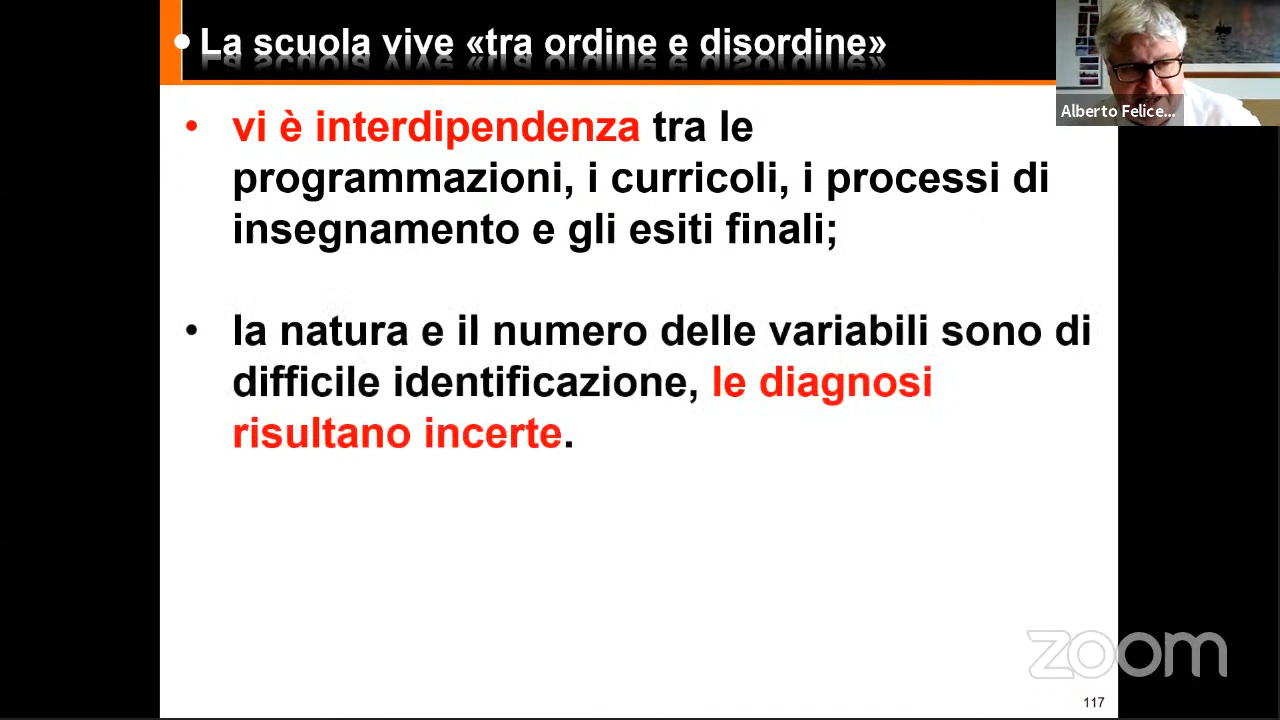 • La scuola vive «tra ordine e disordine»
Alberto Felice...
• vi è interdipendenza tra le
programmazioni, i curricoli, i processi di
insegnamento e gli esiti finali;
• la natura e il numero delle variabili sono di
difficile identificazione, le diagnosi
risultano incerte.
zoom
117